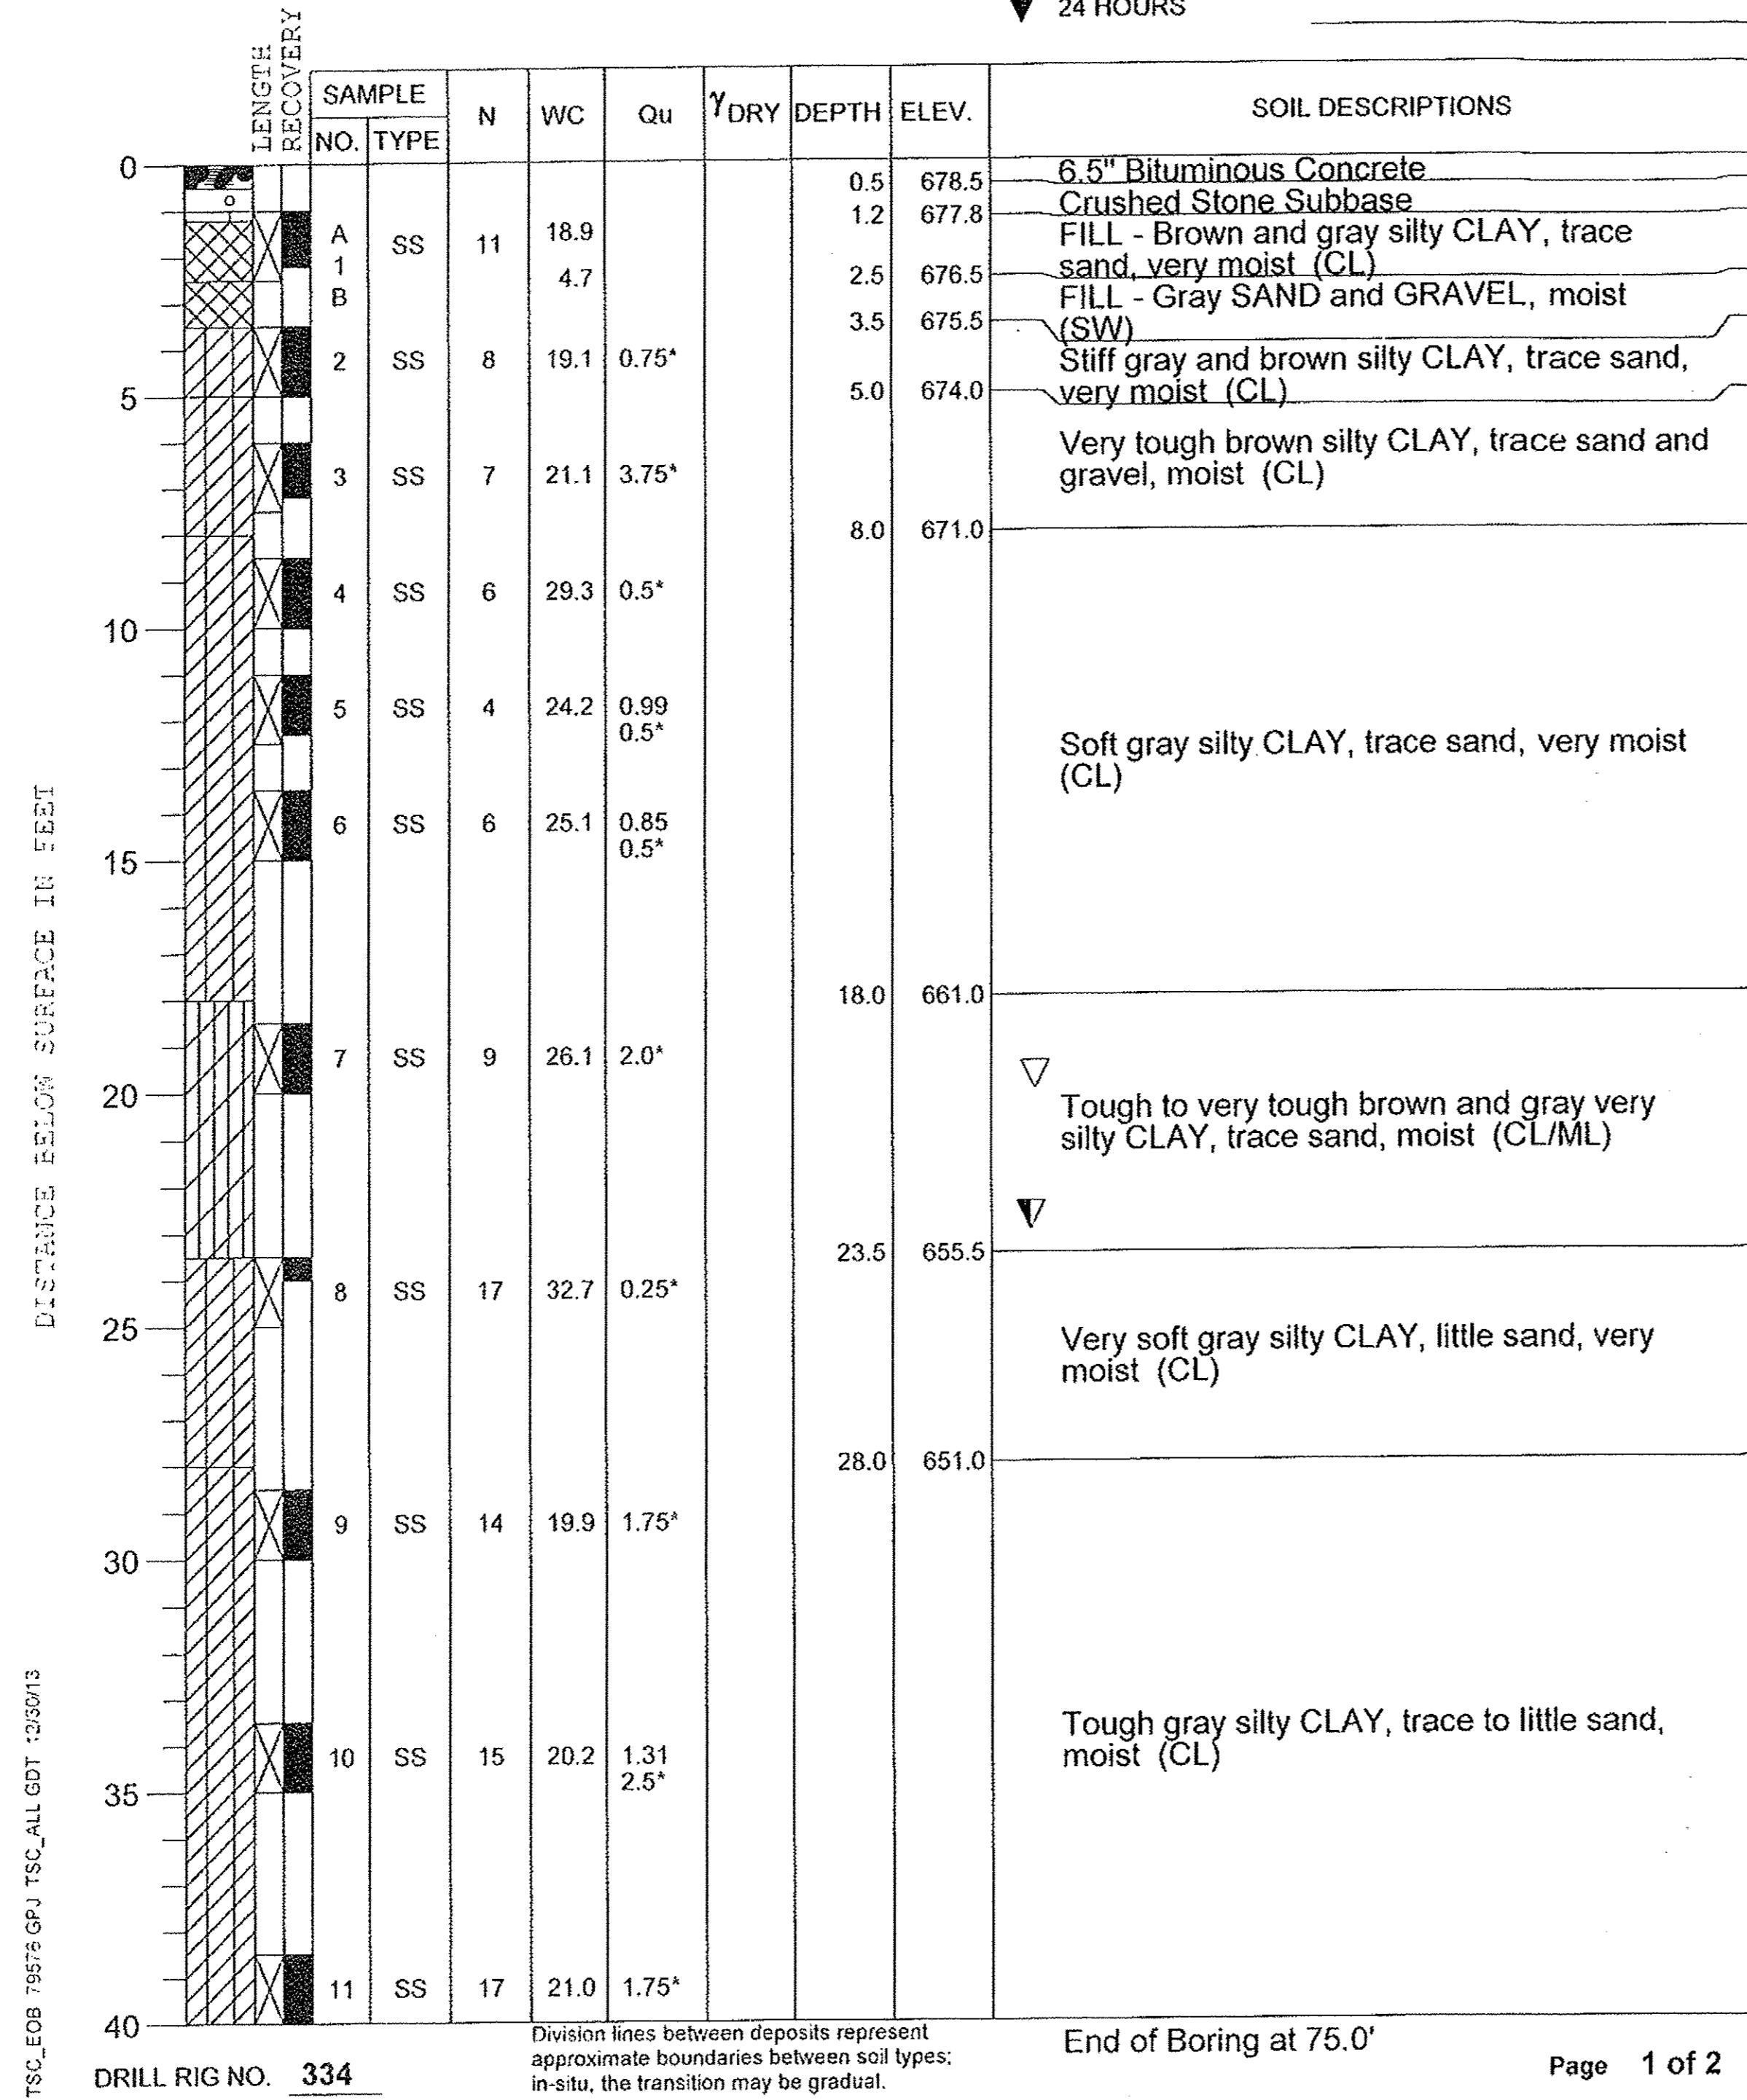 24 HOURS
LENGTH
RECOVERY
SAMPLE
NO. TYPE N WC Qu γDRY DEPTH ELEV. SOIL DESCRIPTIONS
0
0.5 678.5 6.5" Bituminous Concrete
1.2 677.8 Crushed Stone Subbase
A 1 B SS 11 18.9 4.7
FILL - Brown and gray silty CLAY, trace
2.5 676.5 sand, very moist (CL)
FILL - Gray SAND and GRAVEL, moist
3.5 675.5 (SW)
2 SS 8 19.1 0.75*
Stiff gray and brown silty CLAY, trace sand,
5 5.0 674.0 very moist (CL)
Very tough brown silty CLAY, trace sand and
3 SS 7 21.1 3.75* gravel, moist (CL)
8.0 671.0
4 SS 6 29.3 0.5*
10
5 SS 4 24.2 0.99
0.5*
Soft gray silty CLAY, trace sand, very moist
(CL)
6 SS 6 25.1 0.85
0.5*
15
18.0 661.0
7 SS 9 26.1 2.0*
20
Tough to very tough brown and gray very
silty CLAY, trace sand, moist (CL/ML)
23.5 655.5
8 SS 17 32.7 0.25*
25
Very soft gray silty CLAY, little sand, very
moist (CL)
28.0 651.0
9 SS 14 19.9 1.75*
30
Tough gray silty CLAY, trace to little sand,
moist (CL)
10 SS 15 20.2 1.31
2.5*
35
11 SS 17 21.0 1.75*
40
DISTANCE BELOW SURFACE IN FEET
TSC_EOB 79576 GPJ TSC_ALL GDT 12/30/13
Division lines between deposits represent
approximate boundaries between soil types;
in-situ, the transition may be gradual.
End of Boring at 75.0'
DRILL RIG NO. 334
Page 1 of 2